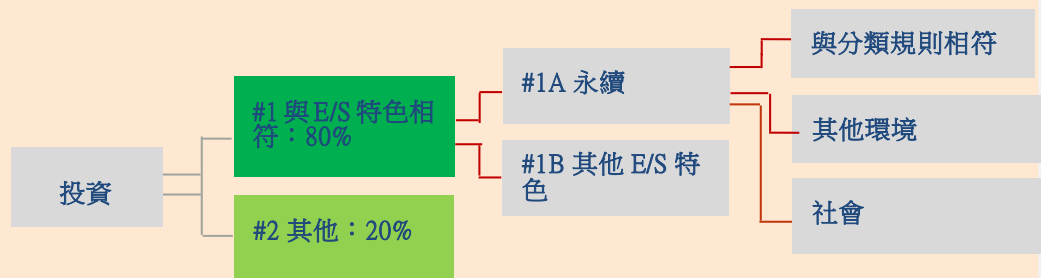 投資
#1 與 E/S 特色相
符：80%
#2 其他：20%
#1A 永續
#1B 其他 E/S 特
色
與分類規則相符
其他環境
社會